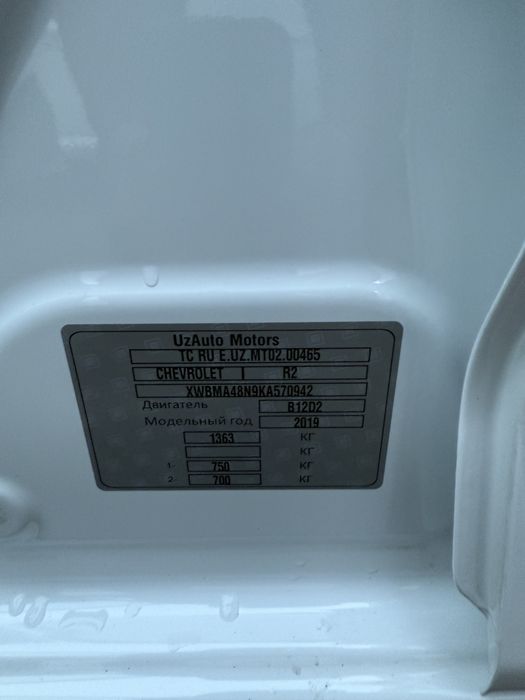 UzAuto Motors
TC RU E.UZ.MT02.00465
CHEVROLET R2
XWBMA48N9KA570942
Двигатель B12D2
Модельный год 2019
1363 КГ
КГ
1- 750 КГ
2- 700 КГ